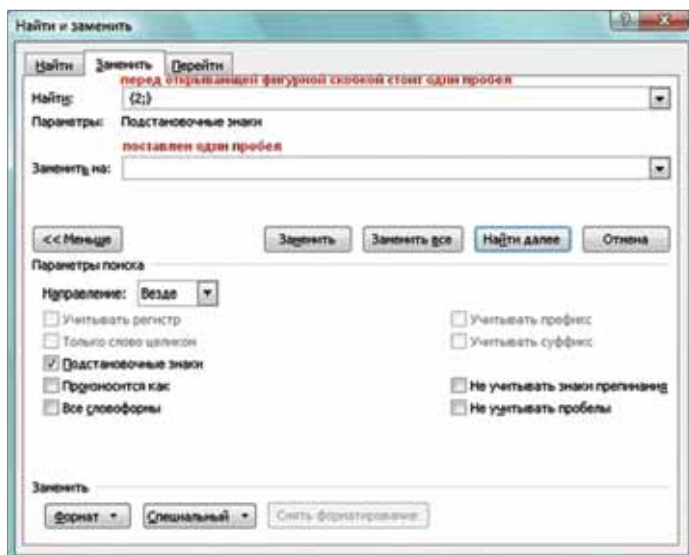 Найти и заменить
Найти Заменить Перейти
перед открывающей фигурной скобкой стоит один пробел
Найти: {2;}
Параметры: Подстановочные знаки
поставлен один пробел
Заменить на:
<< Меньше Заменить Заменить все Найти далее Отмена
Параметры поиска
Направление: Везде
Учитывать регистр Учитывать префикс
Только слово целиком Учитывать суффикс
Подстановочные знаки
Произносится как Не учитывать знаки препинания
Все словоформы Не учитывать пробелы
Заменить
Формат Специальный Снять форматирование